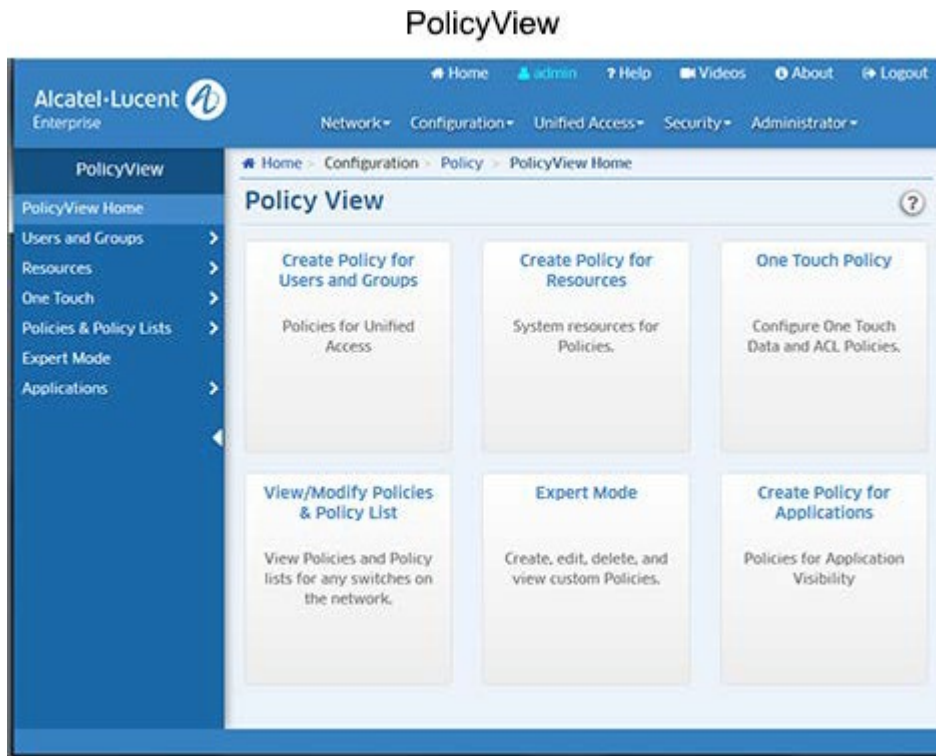 PolicyView
Home admin ? Help Videos About Logout
Alcatel·Lucent
Enterprise
Network Configuration Unified Access Security Administrator
PolicyView
Home > Configuration > Policy > PolicyView Home
PolicyView Home
Users and Groups
Resources
One Touch
Policies & Policy Lists
Expert Mode
Applications
Policy View
?
Create Policy for
Users and Groups
Policies for Unified
Access
Create Policy for
Resources
System resources for
Policies.
One Touch Policy
Configure One Touch
Data and ACL Policies.
View/Modify Policies
& Policy List
View Policies and Policy
lists for any switches on
the network.
Expert Mode
Create, edit, delete, and
view custom Policies.
Create Policy for
Applications
Policies for Application
Visibility